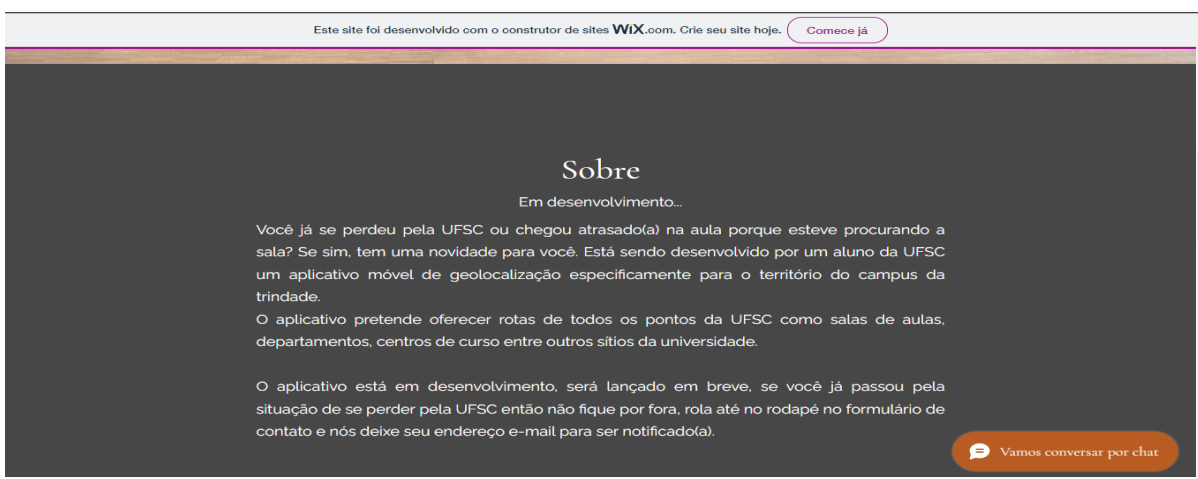 Este site foi desenvolvido com o construtor de sites WiX.com. Crie seu site hoje. Comece já
Sobre
Em desenvolvimento...
Você já se perdeu pela UFSC ou chegou atrasado(a) na aula porque esteve procurando a
sala? Se sim, tem uma novidade para você. Está sendo desenvolvido por um aluno da UFSC
um aplicativo móvel de geolocalização especificamente para o território do campus da
trindade.
O aplicativo pretende oferecer rotas de todos os pontos da UFSC como salas de aulas,
departamentos, centros de curso entre outros sítios da universidade.
O aplicativo está em desenvolvimento, será lançado em breve, se você já passou pela
situação de se perder pela UFSC então não fique por fora, rola até no rodapé no formulário de
contato e nós deixe seu endereço e-mail para ser notificado(a).
Vamos conversar por chat